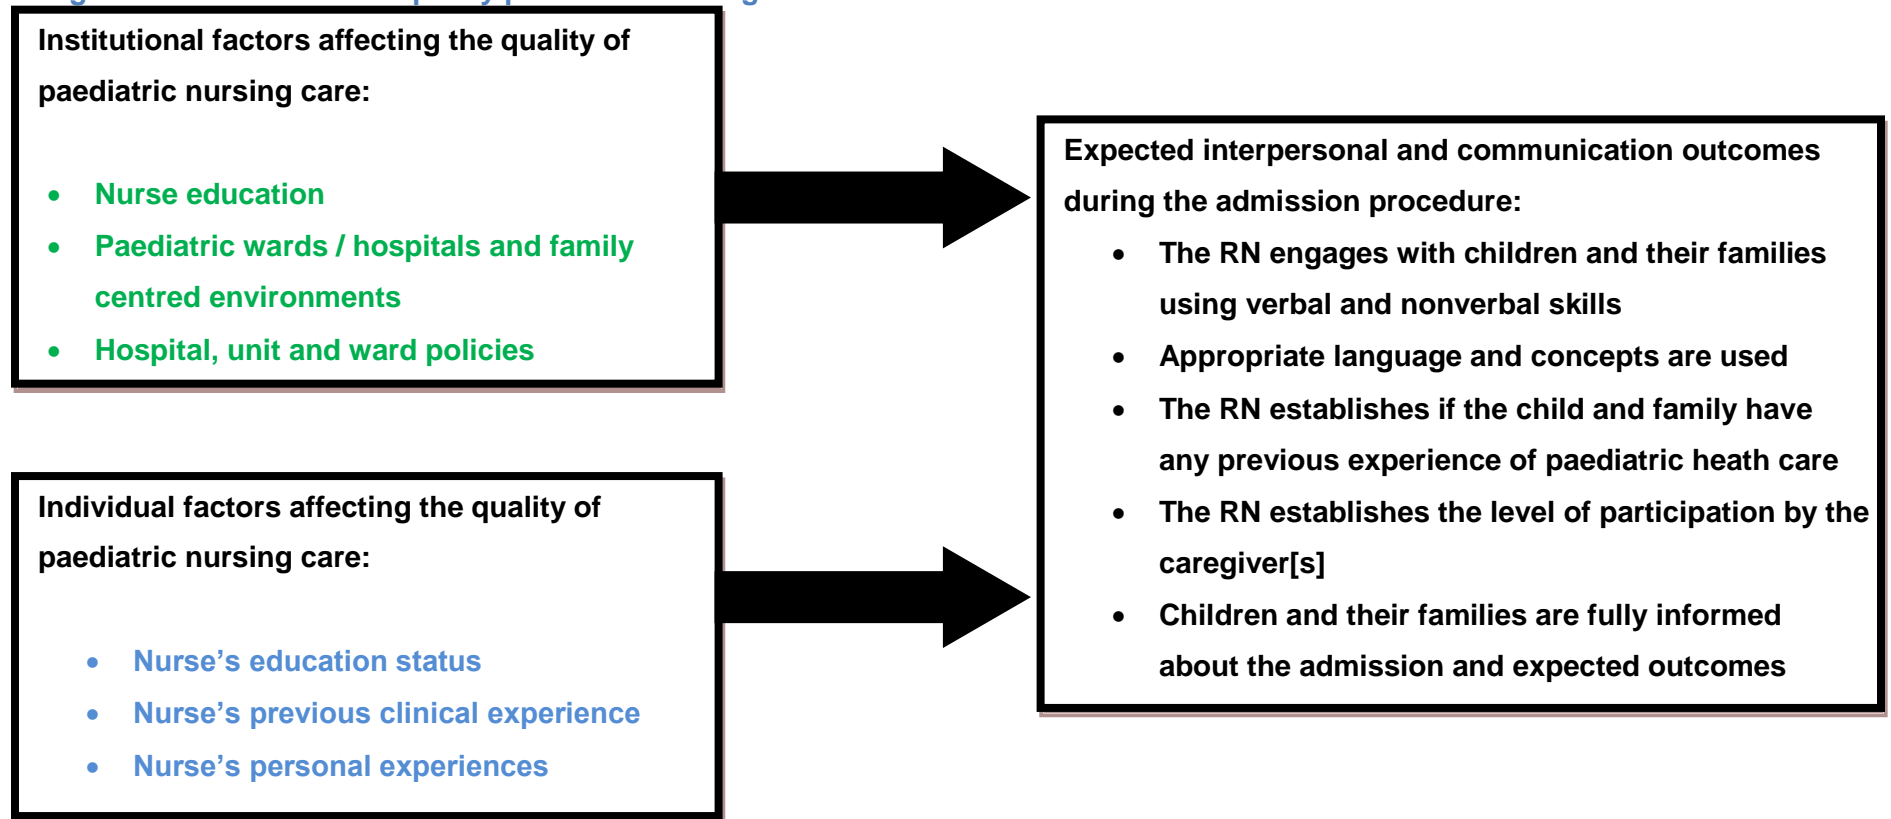 Institutional factors affecting the quality of
paediatric nursing care:
• Nurse education
• Paediatric wards / hospitals and family
centred environments
• Hospital, unit and ward policies
Individual factors affecting the quality of
paediatric nursing care:
• Nurse’s education status
• Nurse’s previous clinical experience
• Nurse’s personal experiences
Expected interpersonal and communication outcomes
during the admission procedure:
• The RN engages with children and their families
using verbal and nonverbal skills
• Appropriate language and concepts are used
• The RN establishes if the child and family have
any previous experience of paediatric heath care
• The RN establishes the level of participation by the
caregiver[s]
• Children and their families are fully informed
about the admission and expected outcomes